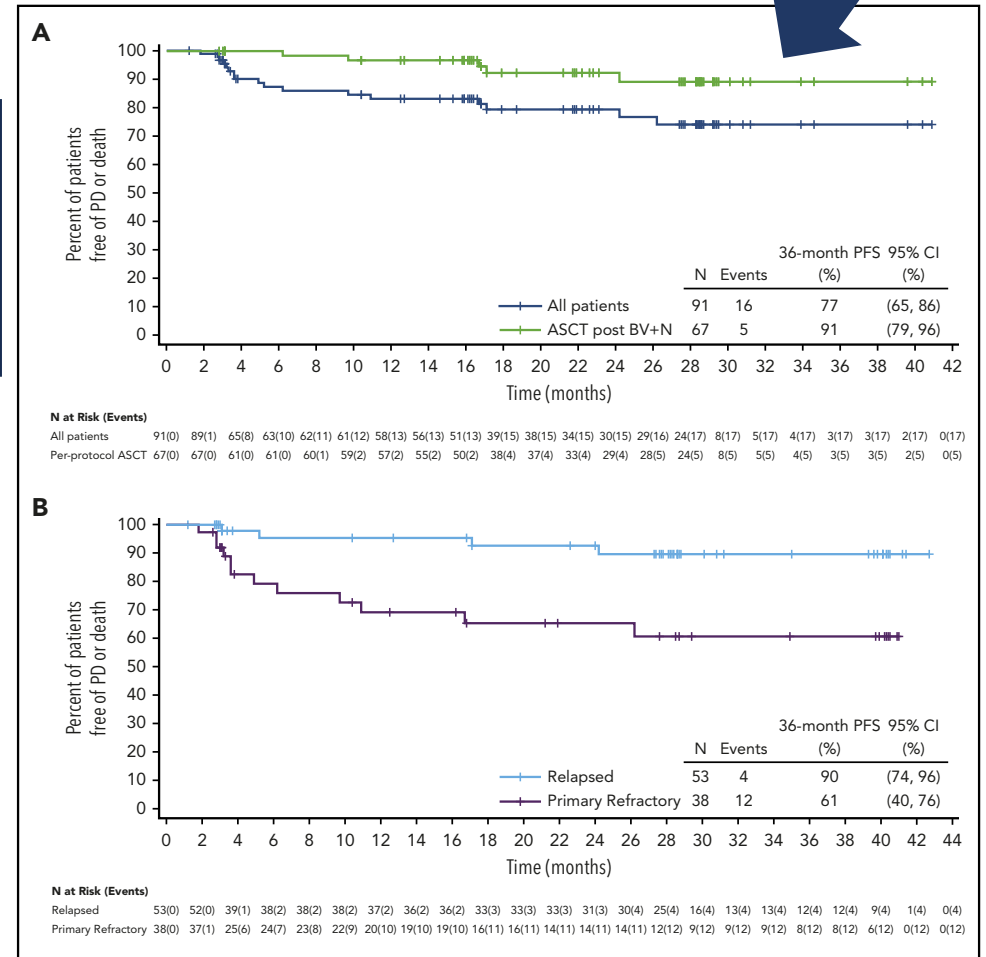 A
Percent of patients
free of PD or death
100
90
80
70
60
50
40
30
20
10
0
36-month PFS 95% CI
N Events (%) (%)
All patients 91 16 77 (65, 86)
ASCT post BV+N 67 5 91 (79, 96)
0 2 4 6 8 10 12 14 16 18 20 22 24 26 28 30 32 34 36 38 40 42
Time (months)
N at Risk (Events)
All patients 91(0) 89(1) 65(8) 63(10) 62(11) 61(12) 58(13) 56(13) 51(13) 39(15) 38(15) 34(15) 30(15) 29(16) 24(17) 8(17) 5(17) 4(17) 3(17) 3(17) 2(17) 0(17)
Per-protocol ASCT 67(0) 67(0) 61(0) 61(0) 60(1) 59(2) 57(2) 55(2) 50(2) 38(4) 37(4) 33(4) 29(4) 28(5) 24(5) 8(5) 5(5) 4(5) 3(5) 3(5) 2(5) 0(5)
B
Percent of patients
free of PD or death
100
90
80
70
60
50
40
30
20
10
0
36-month PFS 95% CI
N Events (%) (%)
Relapsed 53 4 90 (74, 96)
Primary Refractory 38 12 61 (40, 76)
0 2 4 6 8 10 12 14 16 18 20 22 24 26 28 30 32 34 36 38 40 42 44
Time (months)
N at Risk (Events)
Relapsed 53(0) 52(0) 39(1) 38(2) 38(2) 38(2) 37(2) 36(2) 36(2) 33(3) 33(3) 33(3) 31(3) 30(4) 25(4) 16(4) 13(4) 13(4) 12(4) 12(4) 9(4) 1(4) 0(4)
Primary Refractory 38(0) 37(1) 25(6) 24(7) 23(8) 22(9) 20(10) 19(10) 19(10) 16(11) 16(11) 14(11) 14(11) 14(11) 12(12) 9(12) 9(12) 9(12) 8(12) 8(12) 6(12) 0(12) 0(12)